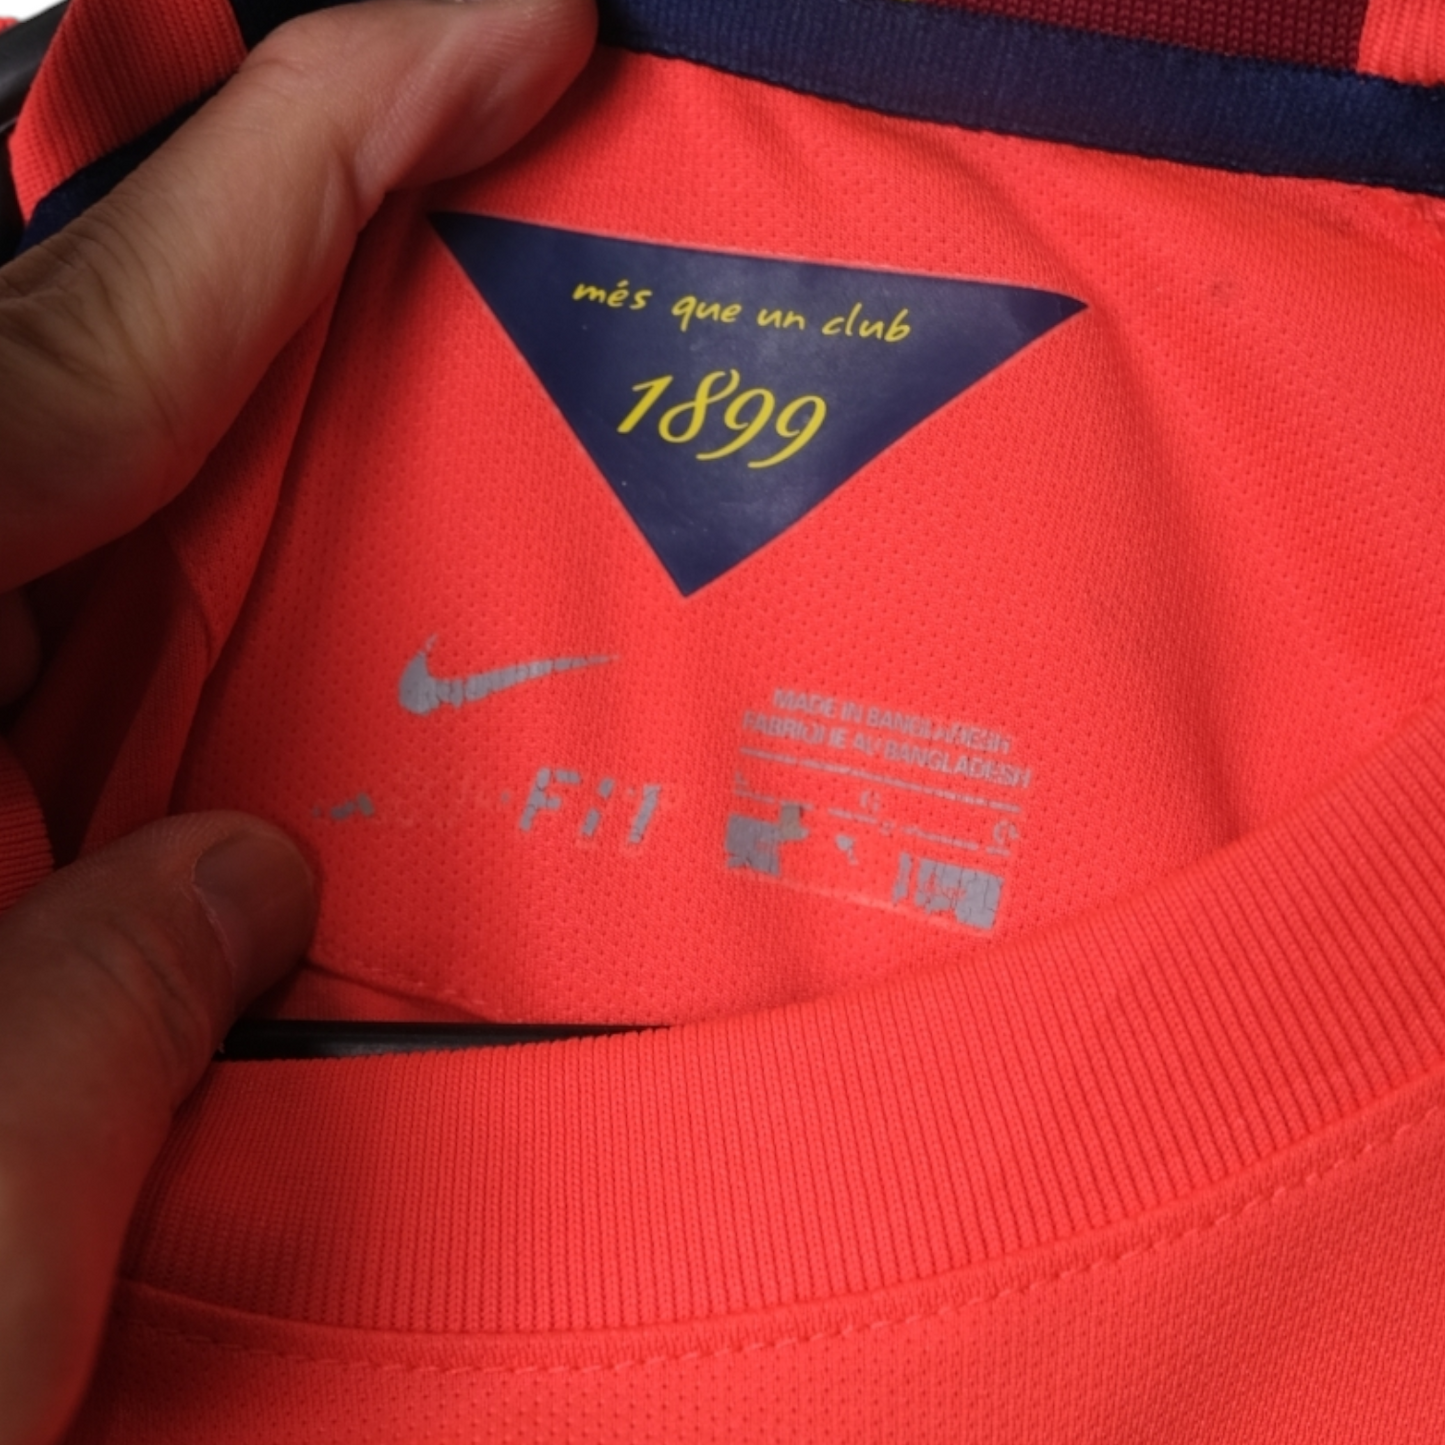 més que un club
1899
MADE IN BANGLADESH
FABRIQUE AU BANGLADESH